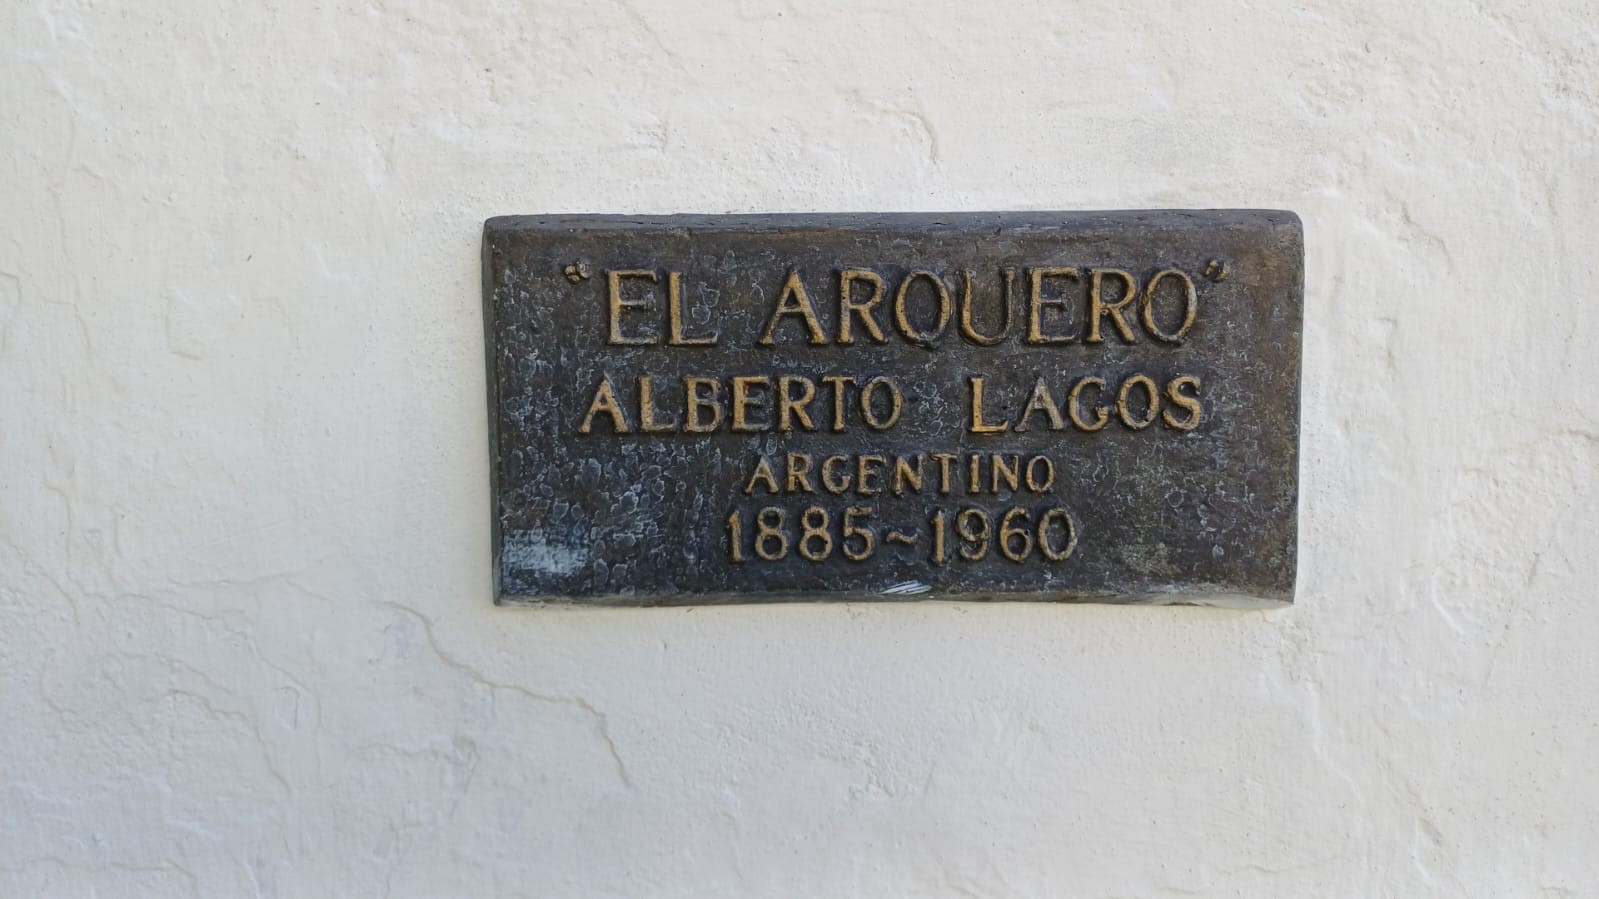 "EL ARQUERO"
ALBERTO LAGOS
ARGENTINO
1885~1960